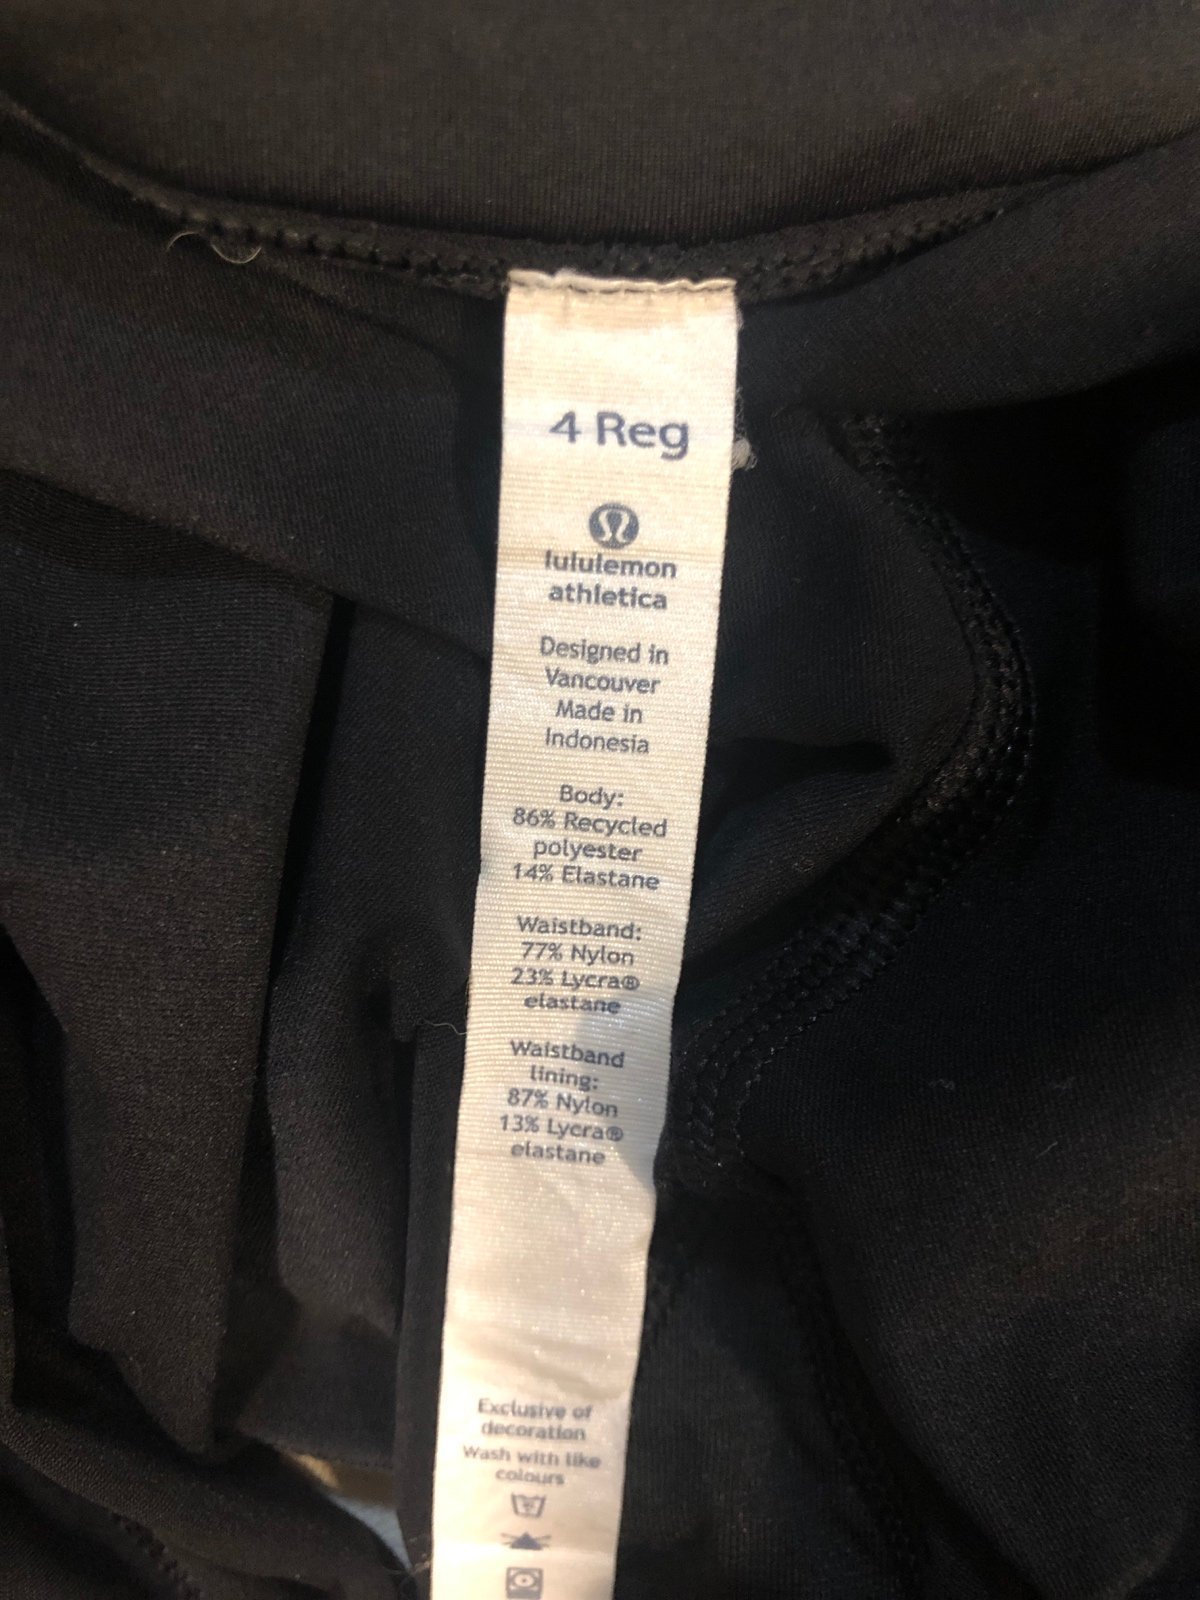 4 Reg
lululemon
athletica
Designed in
Vancouver
Made in
Indonesia
Body:
86% Recycled
polyester
14% Elastane
Waistband:
77% Nylon
23% Lycra®
elastane
Waistband
lining:
87% Nylon
13% Lycra®
elastane
Exclusive of
decoration
Wash with like
colours